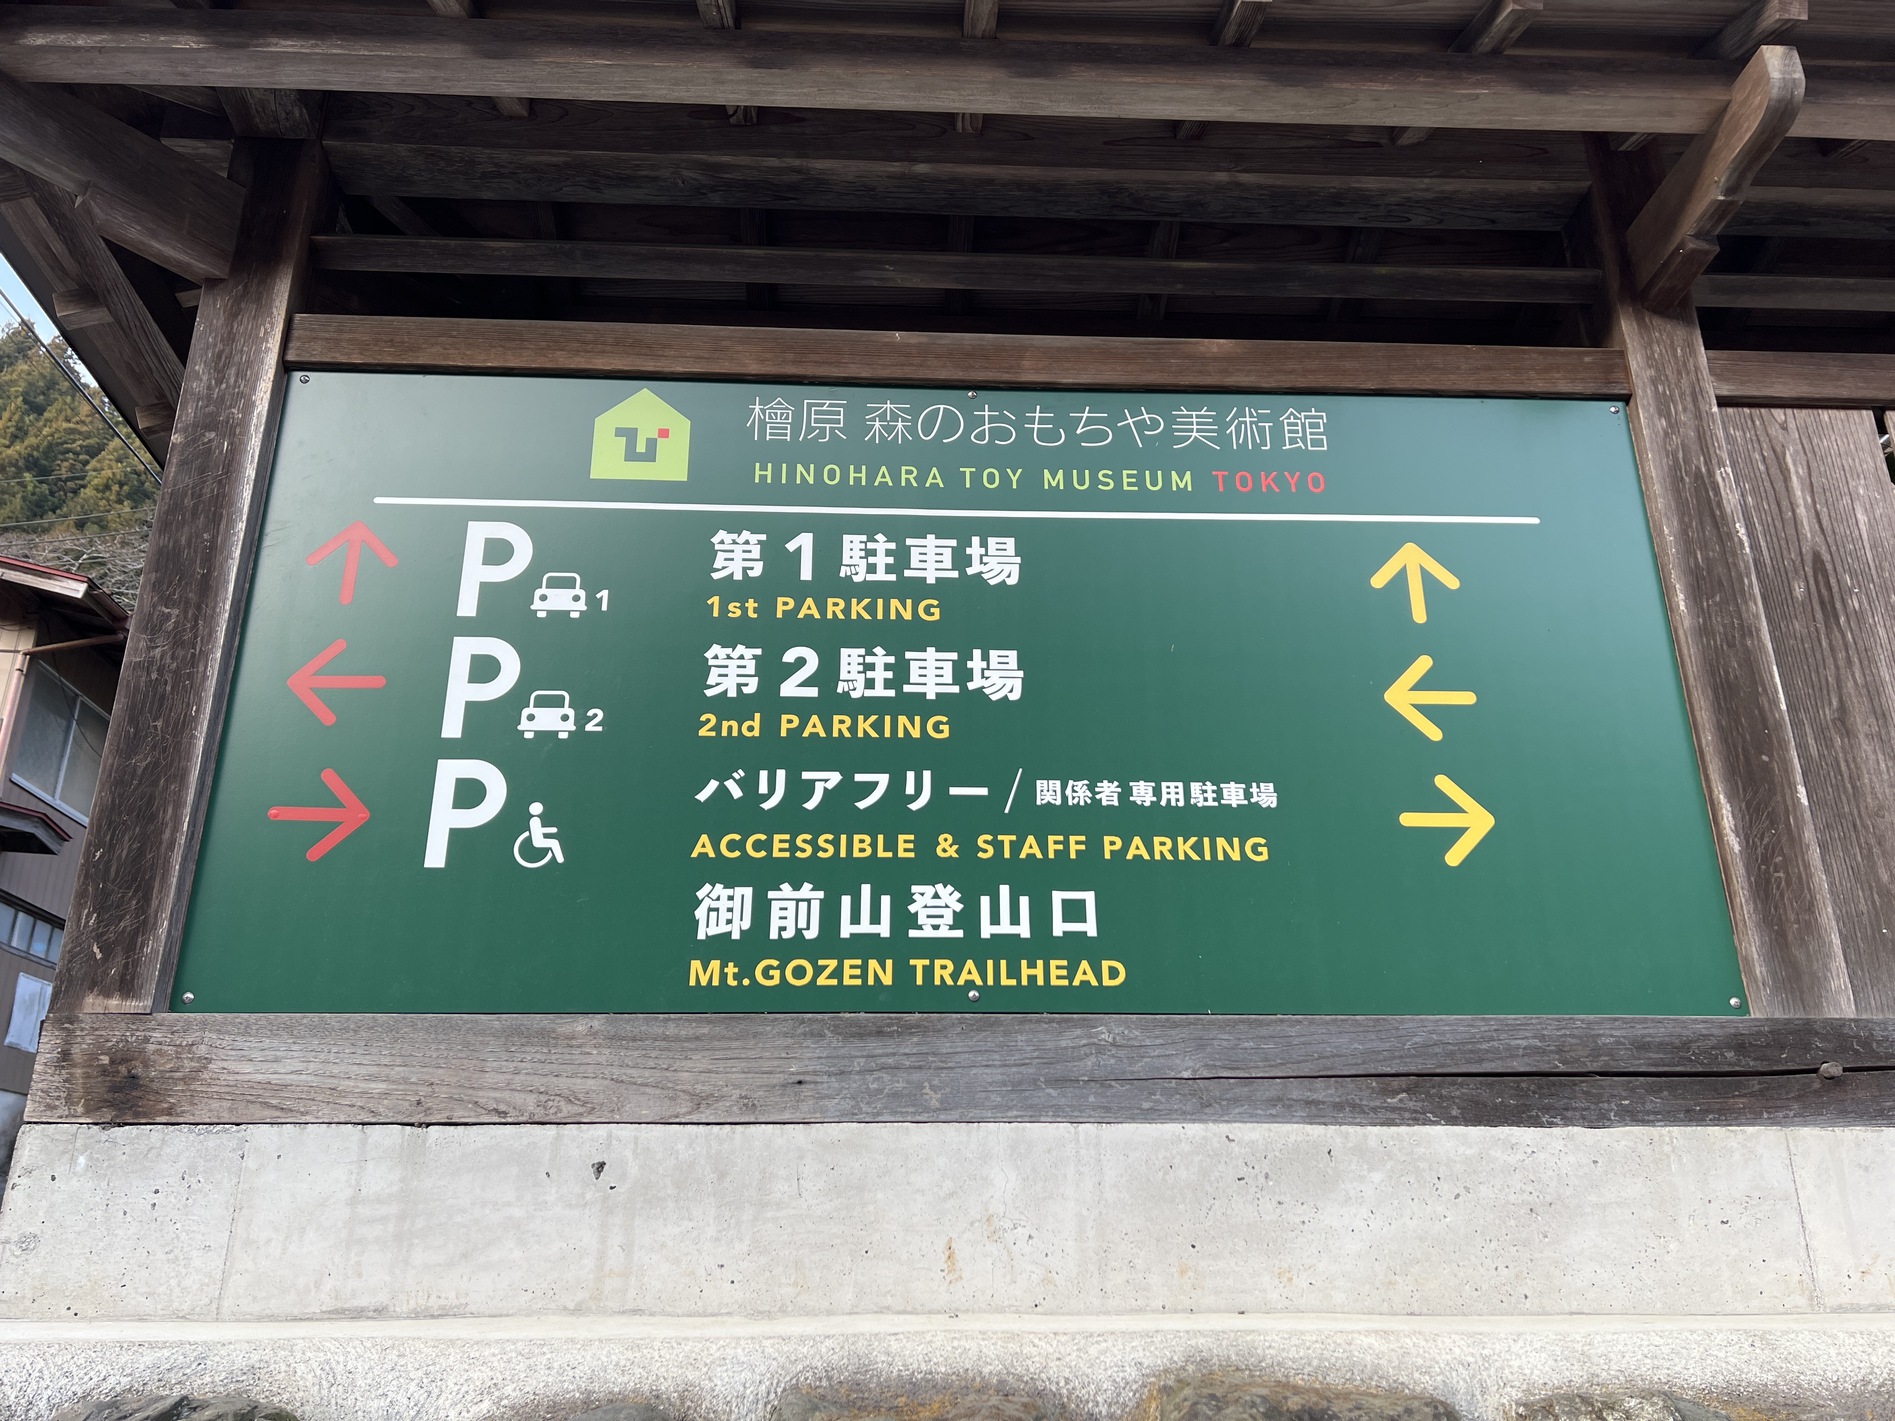 檜原 森のおもちゃ美術館
HINOHARA TOY MUSEUM TOKYO
P 1 第1駐車場
1st PARKING
P 2 第2駐車場
2nd PARKING
P バリアフリー / 関係者専用駐車場
ACCESSIBLE & STAFF PARKING
御前山登山口
Mt.GOZEN TRAILHEAD